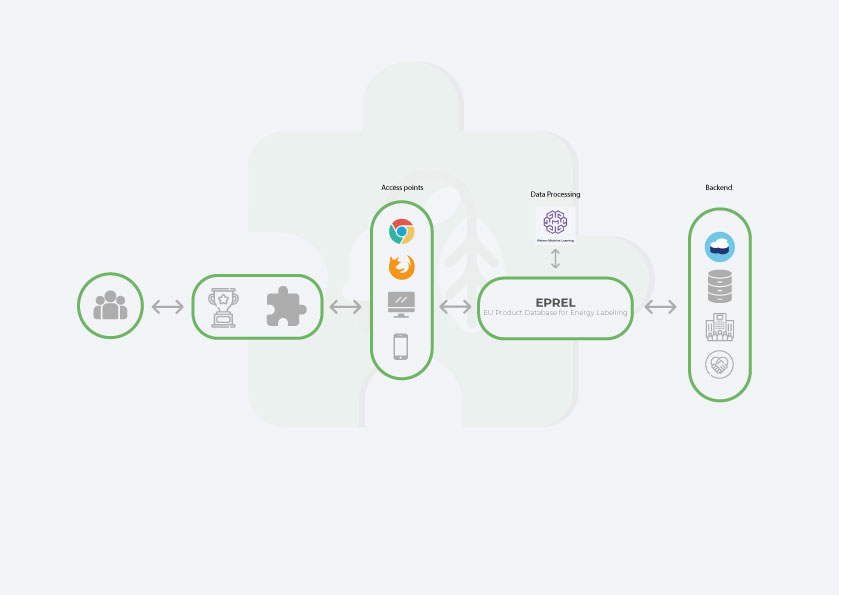 Access points
Data Processing
Backend
Watson Machine Learning
EPREL
EU Product Database for Energy Labelling